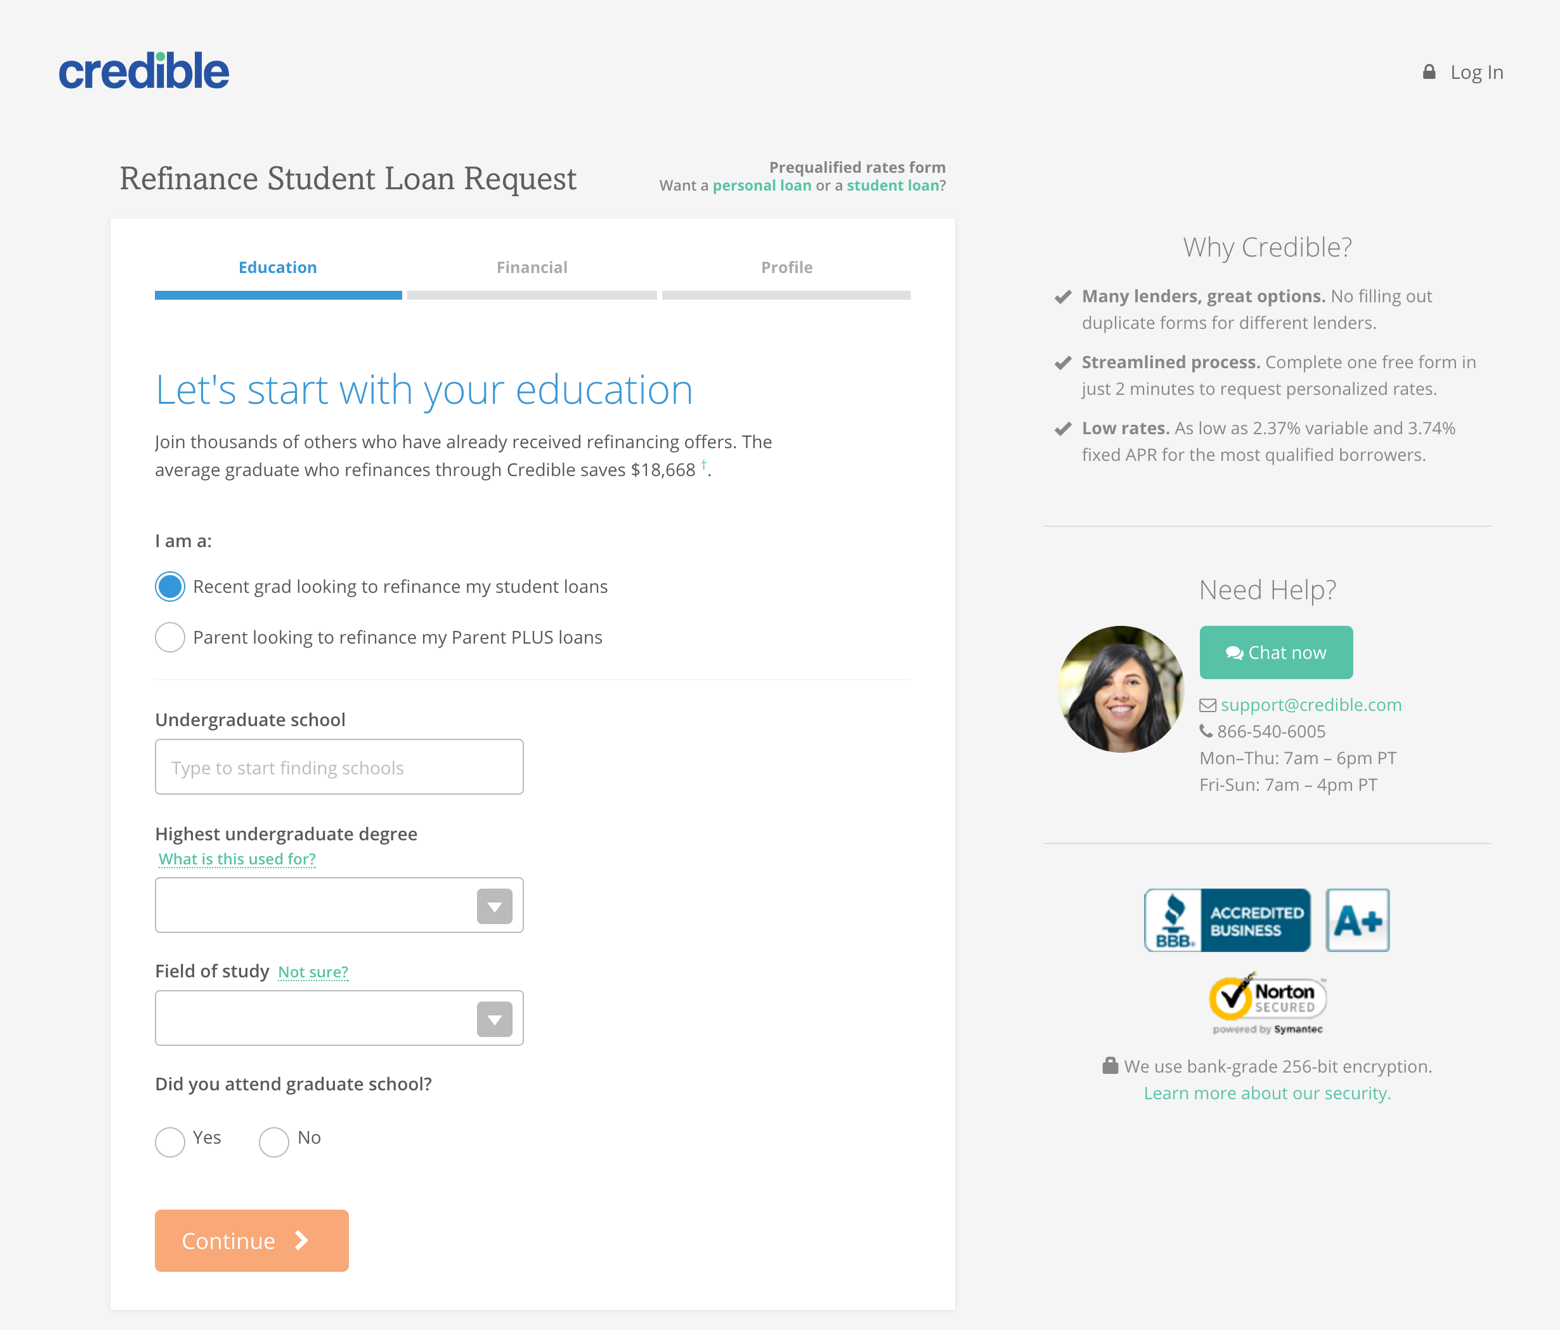 credible
Log In
Refinance Student Loan Request
Prequalified rates form
Want a personal loan or a student loan?
Education
Financial
Profile
Let's start with your education
Join thousands of others who have already received refinancing offers. The
average graduate who refinances through Credible saves $18,668 †.
I am a:
Recent grad looking to refinance my student loans
Parent looking to refinance my Parent PLUS loans
Undergraduate school
Type to start finding schools
Highest undergraduate degree
What is this used for?
Field of study Not sure?
Did you attend graduate school?
Yes
No
Continue
Why Credible?
Many lenders, great options. No filling out
duplicate forms for different lenders.
Streamlined process. Complete one free form in
just 2 minutes to request personalized rates.
Low rates. As low as 2.37% variable and 3.74%
fixed APR for the most qualified borrowers.
Need Help?
Chat now
support@credible.com
866-540-6005
Mon–Thu: 7am – 6pm PT
Fri-Sun: 7am – 4pm PT
BBB.
ACCREDITED
BUSINESS
A+
Norton
SECURED
powered by Symantec
We use bank-grade 256-bit encryption.
Learn more about our security.